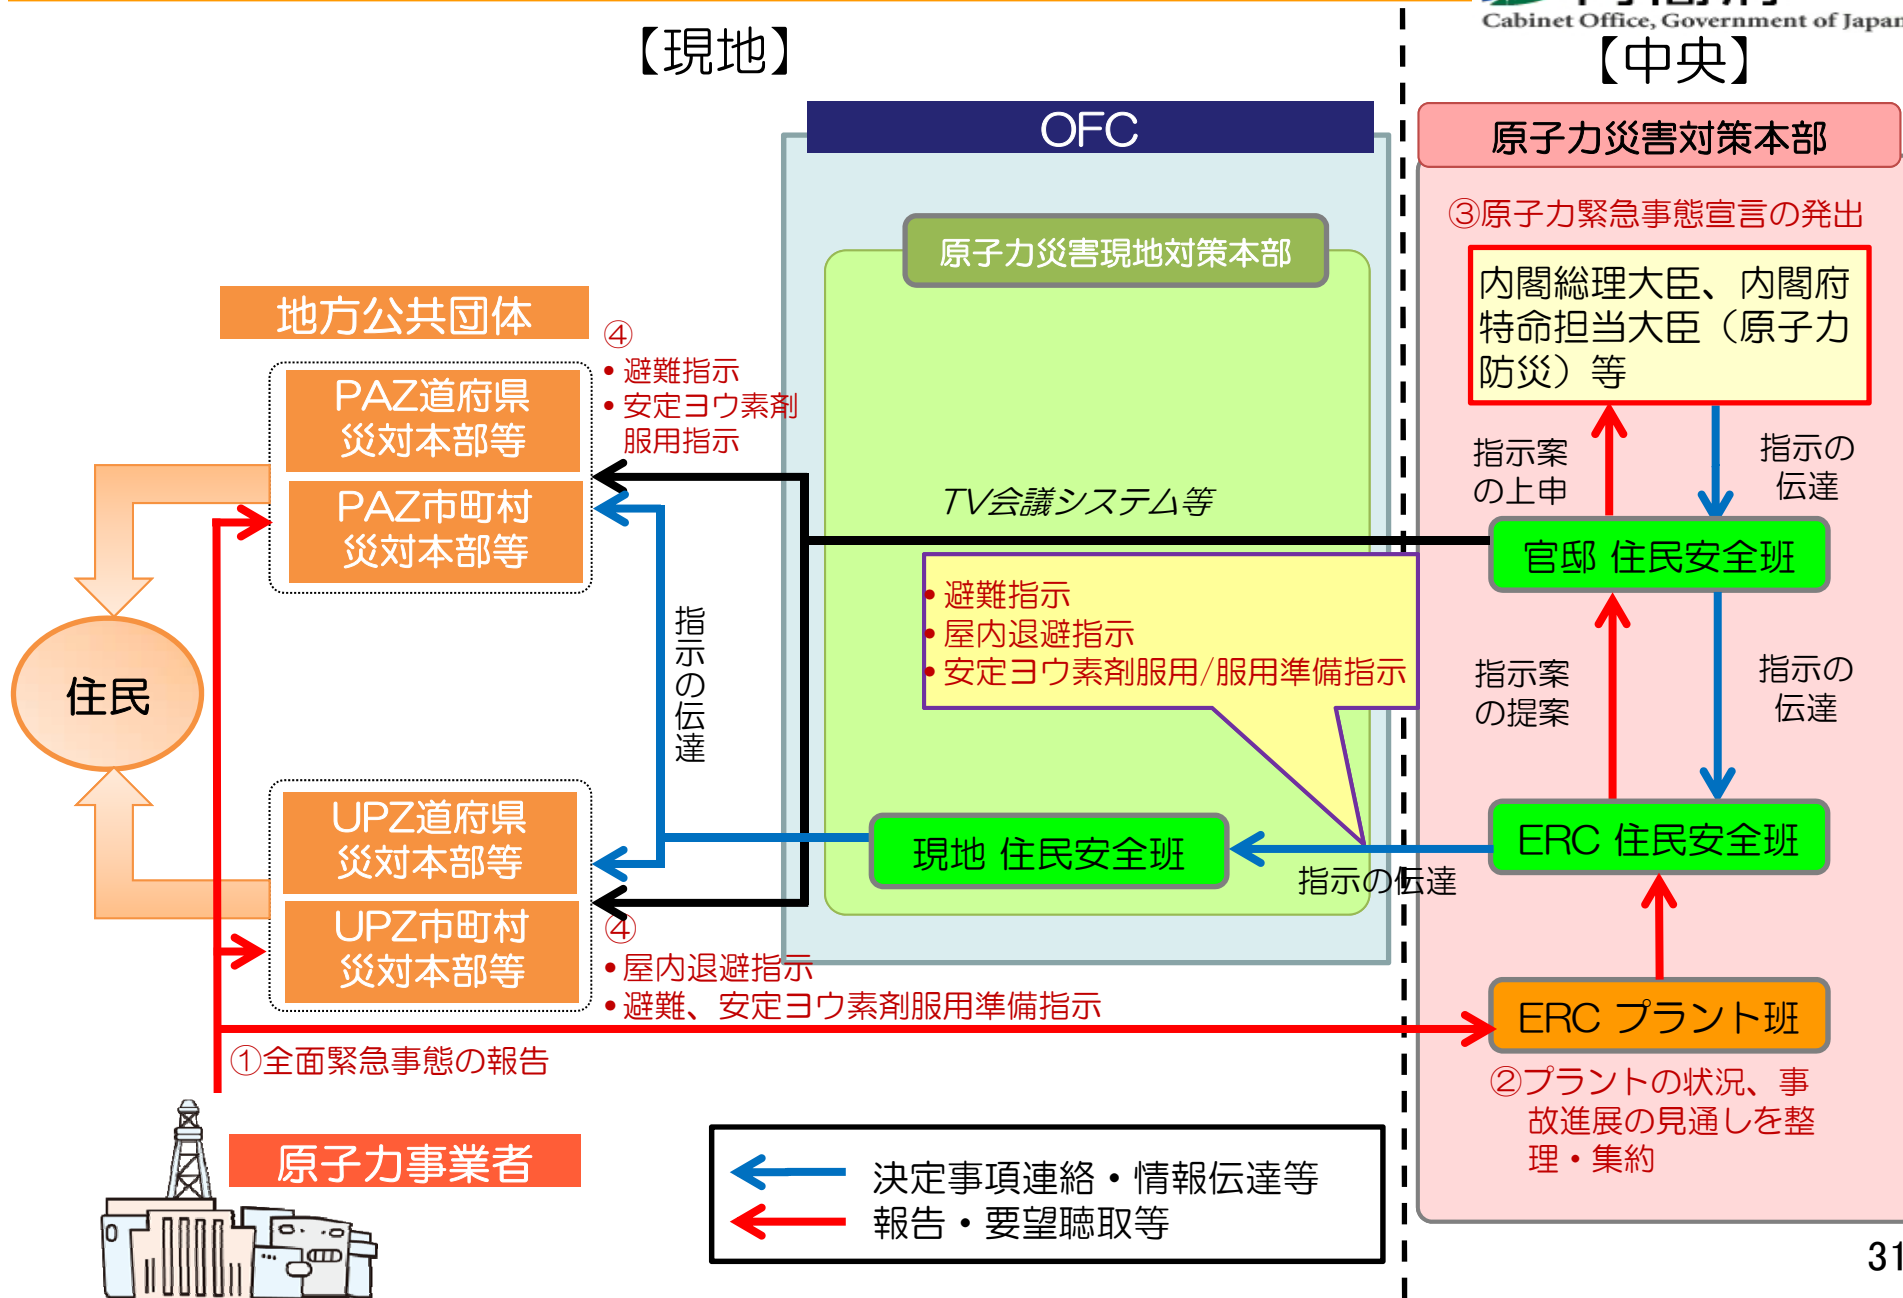 Cabinet Office, Government of Japan
【現地】
【中央】
OFC
原子力災害対策本部
③原子力緊急事態宣言の発出
原子力災害現地対策本部
内閣総理大臣、内閣府
特命担当大臣（原子力
防災）等
地方公共団体
④
• 避難指示
• 安定ヨウ素剤
服用指示
PAZ道府県
災対本部等
PAZ市町村
災対本部等
指示案
の上申
指示の
伝達
TV会議システム等
官邸 住民安全班
• 避難指示
• 屋内退避指示
• 安定ヨウ素剤服用/服用準備指示
指示の伝達
住民
指示案
の提案
指示の
伝達
UPZ道府県
災対本部等
UPZ市町村
災対本部等
現地 住民安全班
指示の伝達
ERC 住民安全班
④
• 屋内退避指示
• 避難、安定ヨウ素剤服用準備指示
ERC プラント班
①全面緊急事態の報告
②プラントの状況、事
故進展の見通しを整
理・集約
原子力事業者
決定事項連絡・情報伝達等
報告・要望聴取等
31